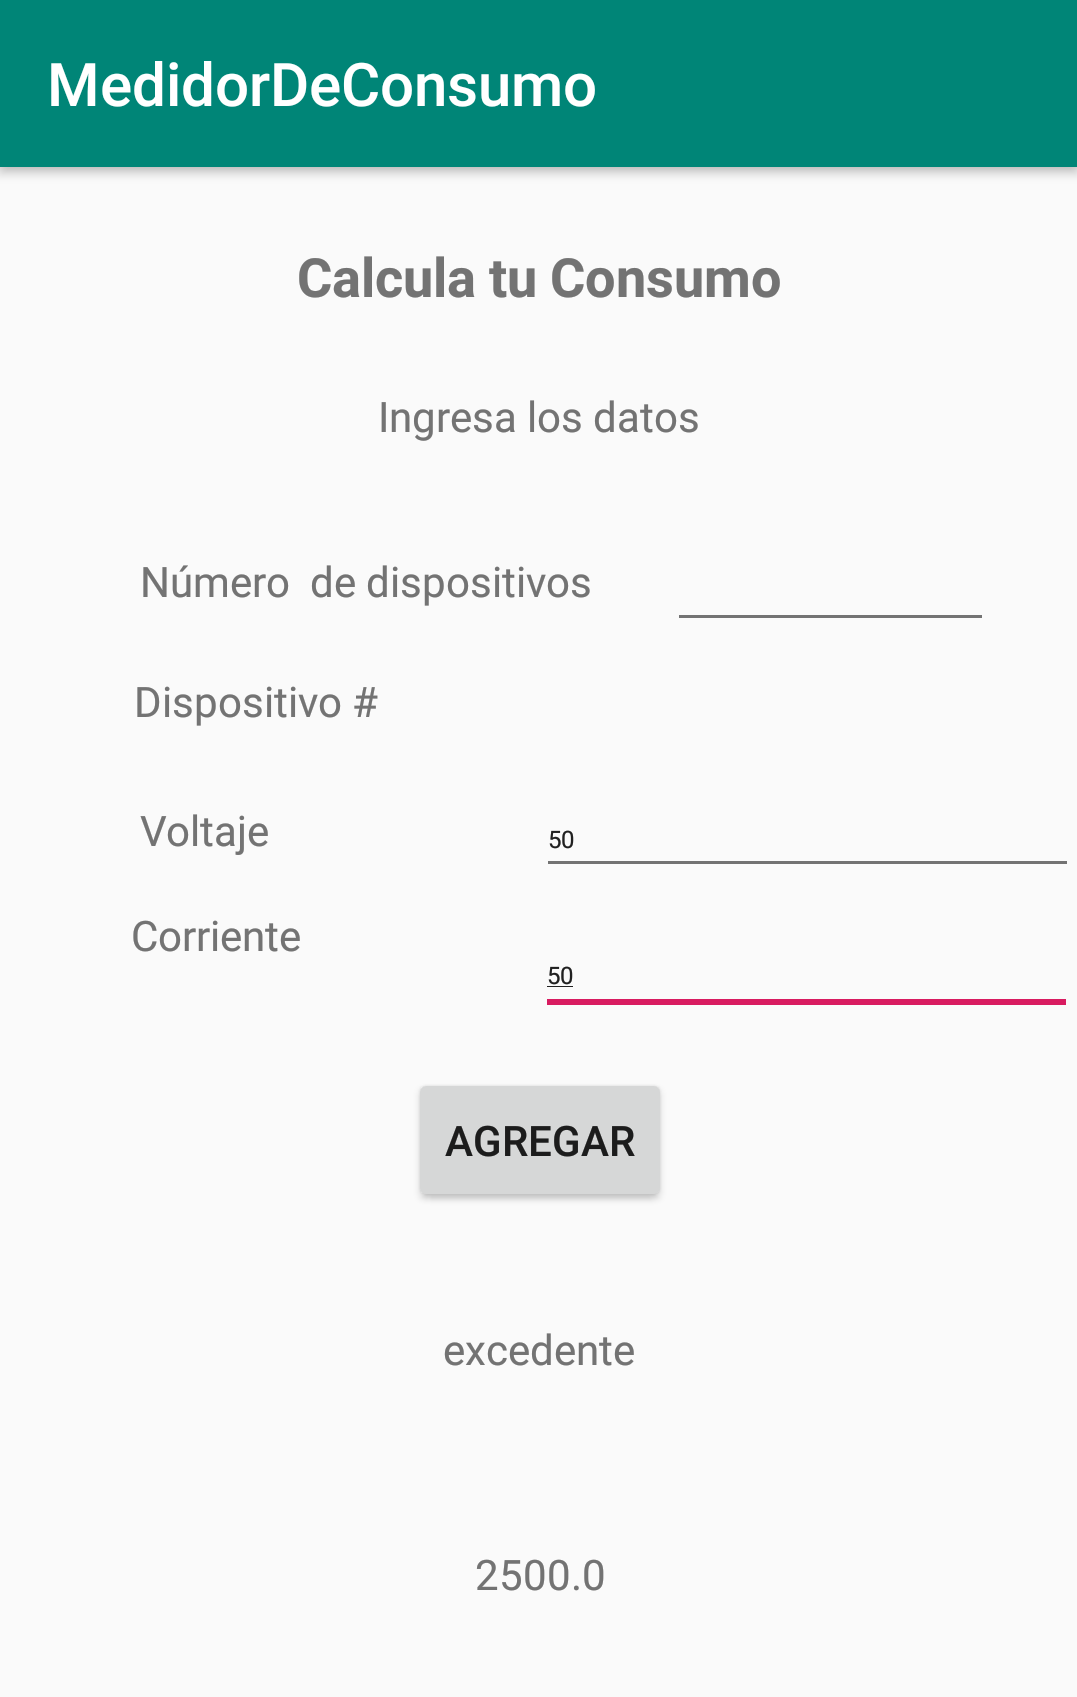 MedidorDeConsumo
Calcula tu Consumo
Ingresa los datos
Número  de dispositivos
Dispositivo #
Voltaje 50
Corriente
50
AGREGAR
excedente
2500.0